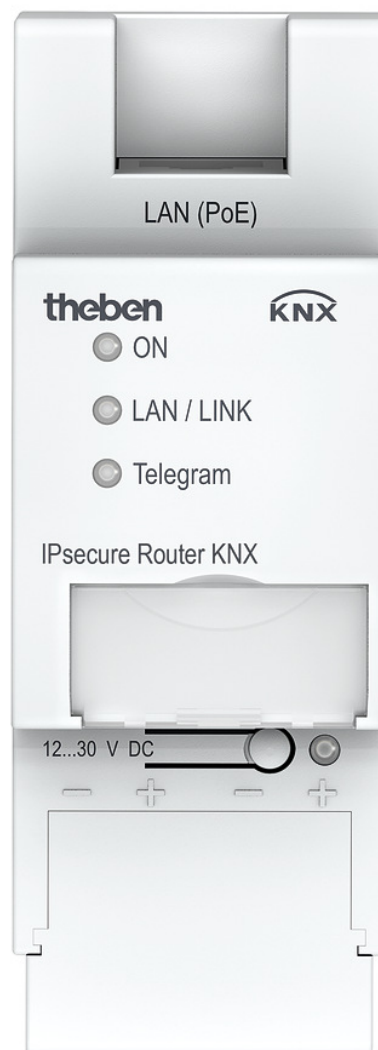 LAN (PoE)
theben KNX
ON
LAN / LINK
Telegram
IPsecure Router KNX
12...30 V DC
− + − +